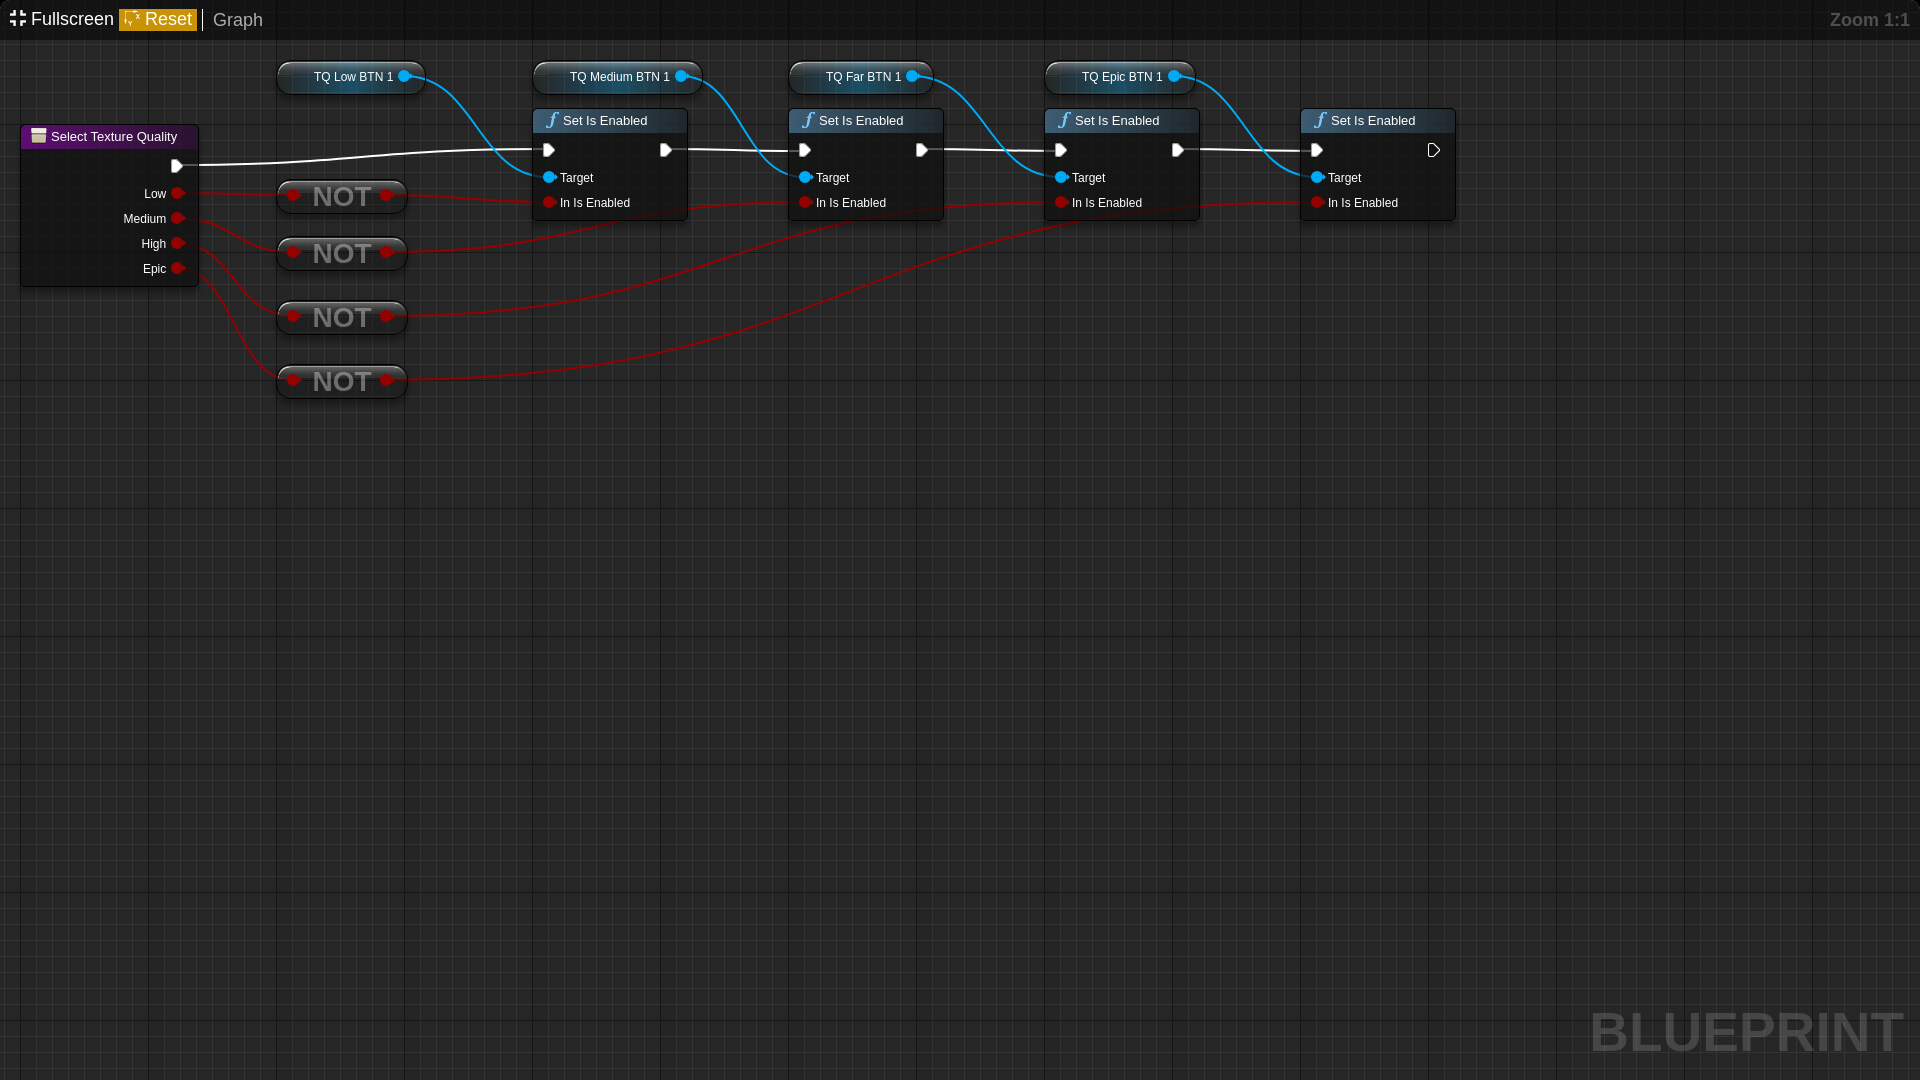 Fullscreen Reset Graph Zoom 1:1
TQ Low BTN 1
TQ Medium BTN 1
TQ Far BTN 1
TQ Epic BTN 1
Select Texture Quality
Low
Medium
High
Epic
NOT
NOT
NOT
NOT
Set Is Enabled
Target
In Is Enabled
Set Is Enabled
Target
In Is Enabled
Set Is Enabled
Target
In Is Enabled
Set Is Enabled
Target
In Is Enabled
BLUEPRINT